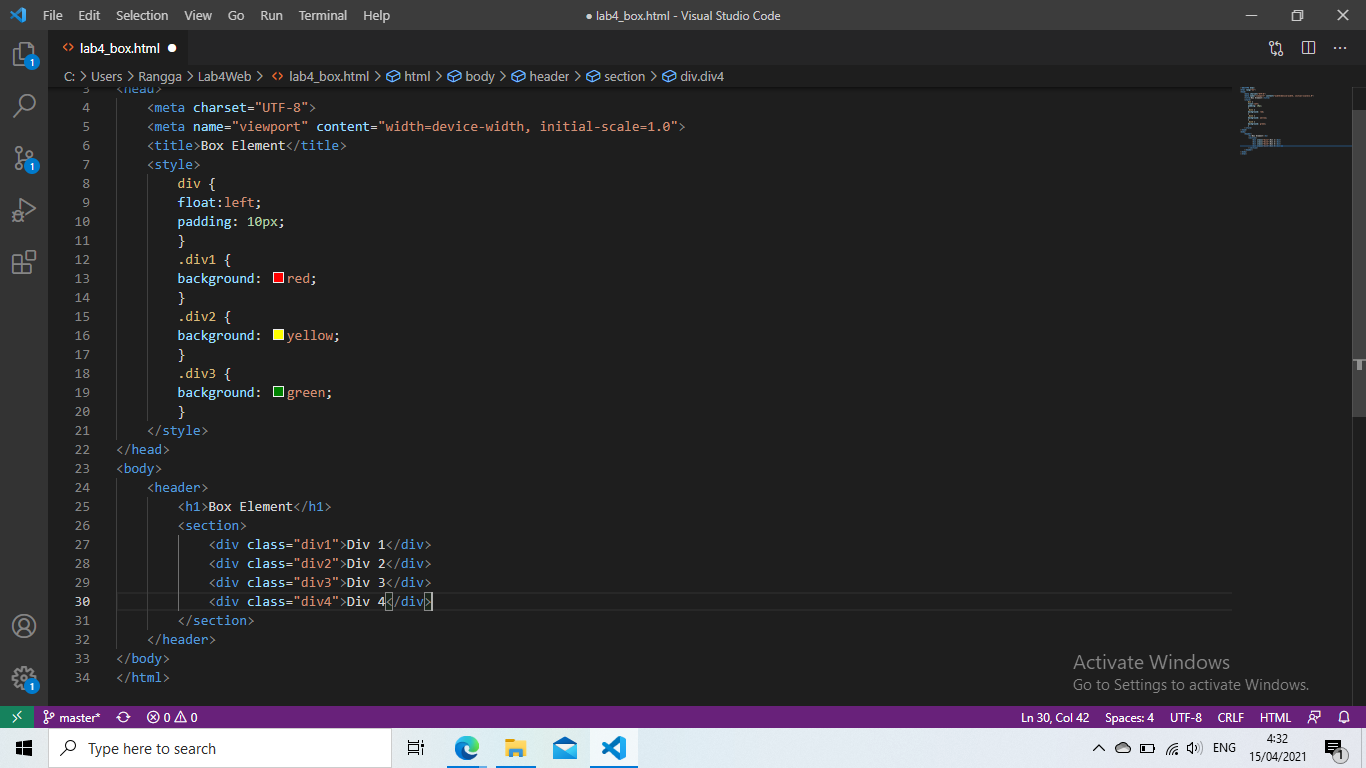 File Edit Selection View Go Run Terminal Help ● lab4_box.html - Visual Studio Code
1 <> lab4_box.html ●
C: > Users > Rangga > Lab4Web > <> lab4_box.html > html > body > header > section > div.div4
3 <head>
4 <meta charset="UTF-8">
5 <meta name="viewport" content="width=device-width, initial-scale=1.0">
6 <title>Box Element</title>
7 <style>
8 div {
9 float:left;
10 padding: 10px;
11 }
12 .div1 {
13 background: red;
14 }
15 .div2 {
16 background: yellow;
17 }
18 .div3 {
19 background: green;
20 }
21 </style>
22 </head>
23 <body>
24 <header>
25 <h1>Box Element</h1>
26 <section>
27 <div class="div1">Div 1</div>
28 <div class="div2">Div 2</div>
29 <div class="div3">Div 3</div>
30 <div class="div4">Div 4</div>
31 </section>
32 </header>
33 </body>
34 </html>
1
1
Activate Windows
Go to Settings to activate Windows.
master* 0 0 Ln 30, Col 42 Spaces: 4 UTF-8 CRLF HTML
Type here to search ENG 4:32
15/04/2021 1